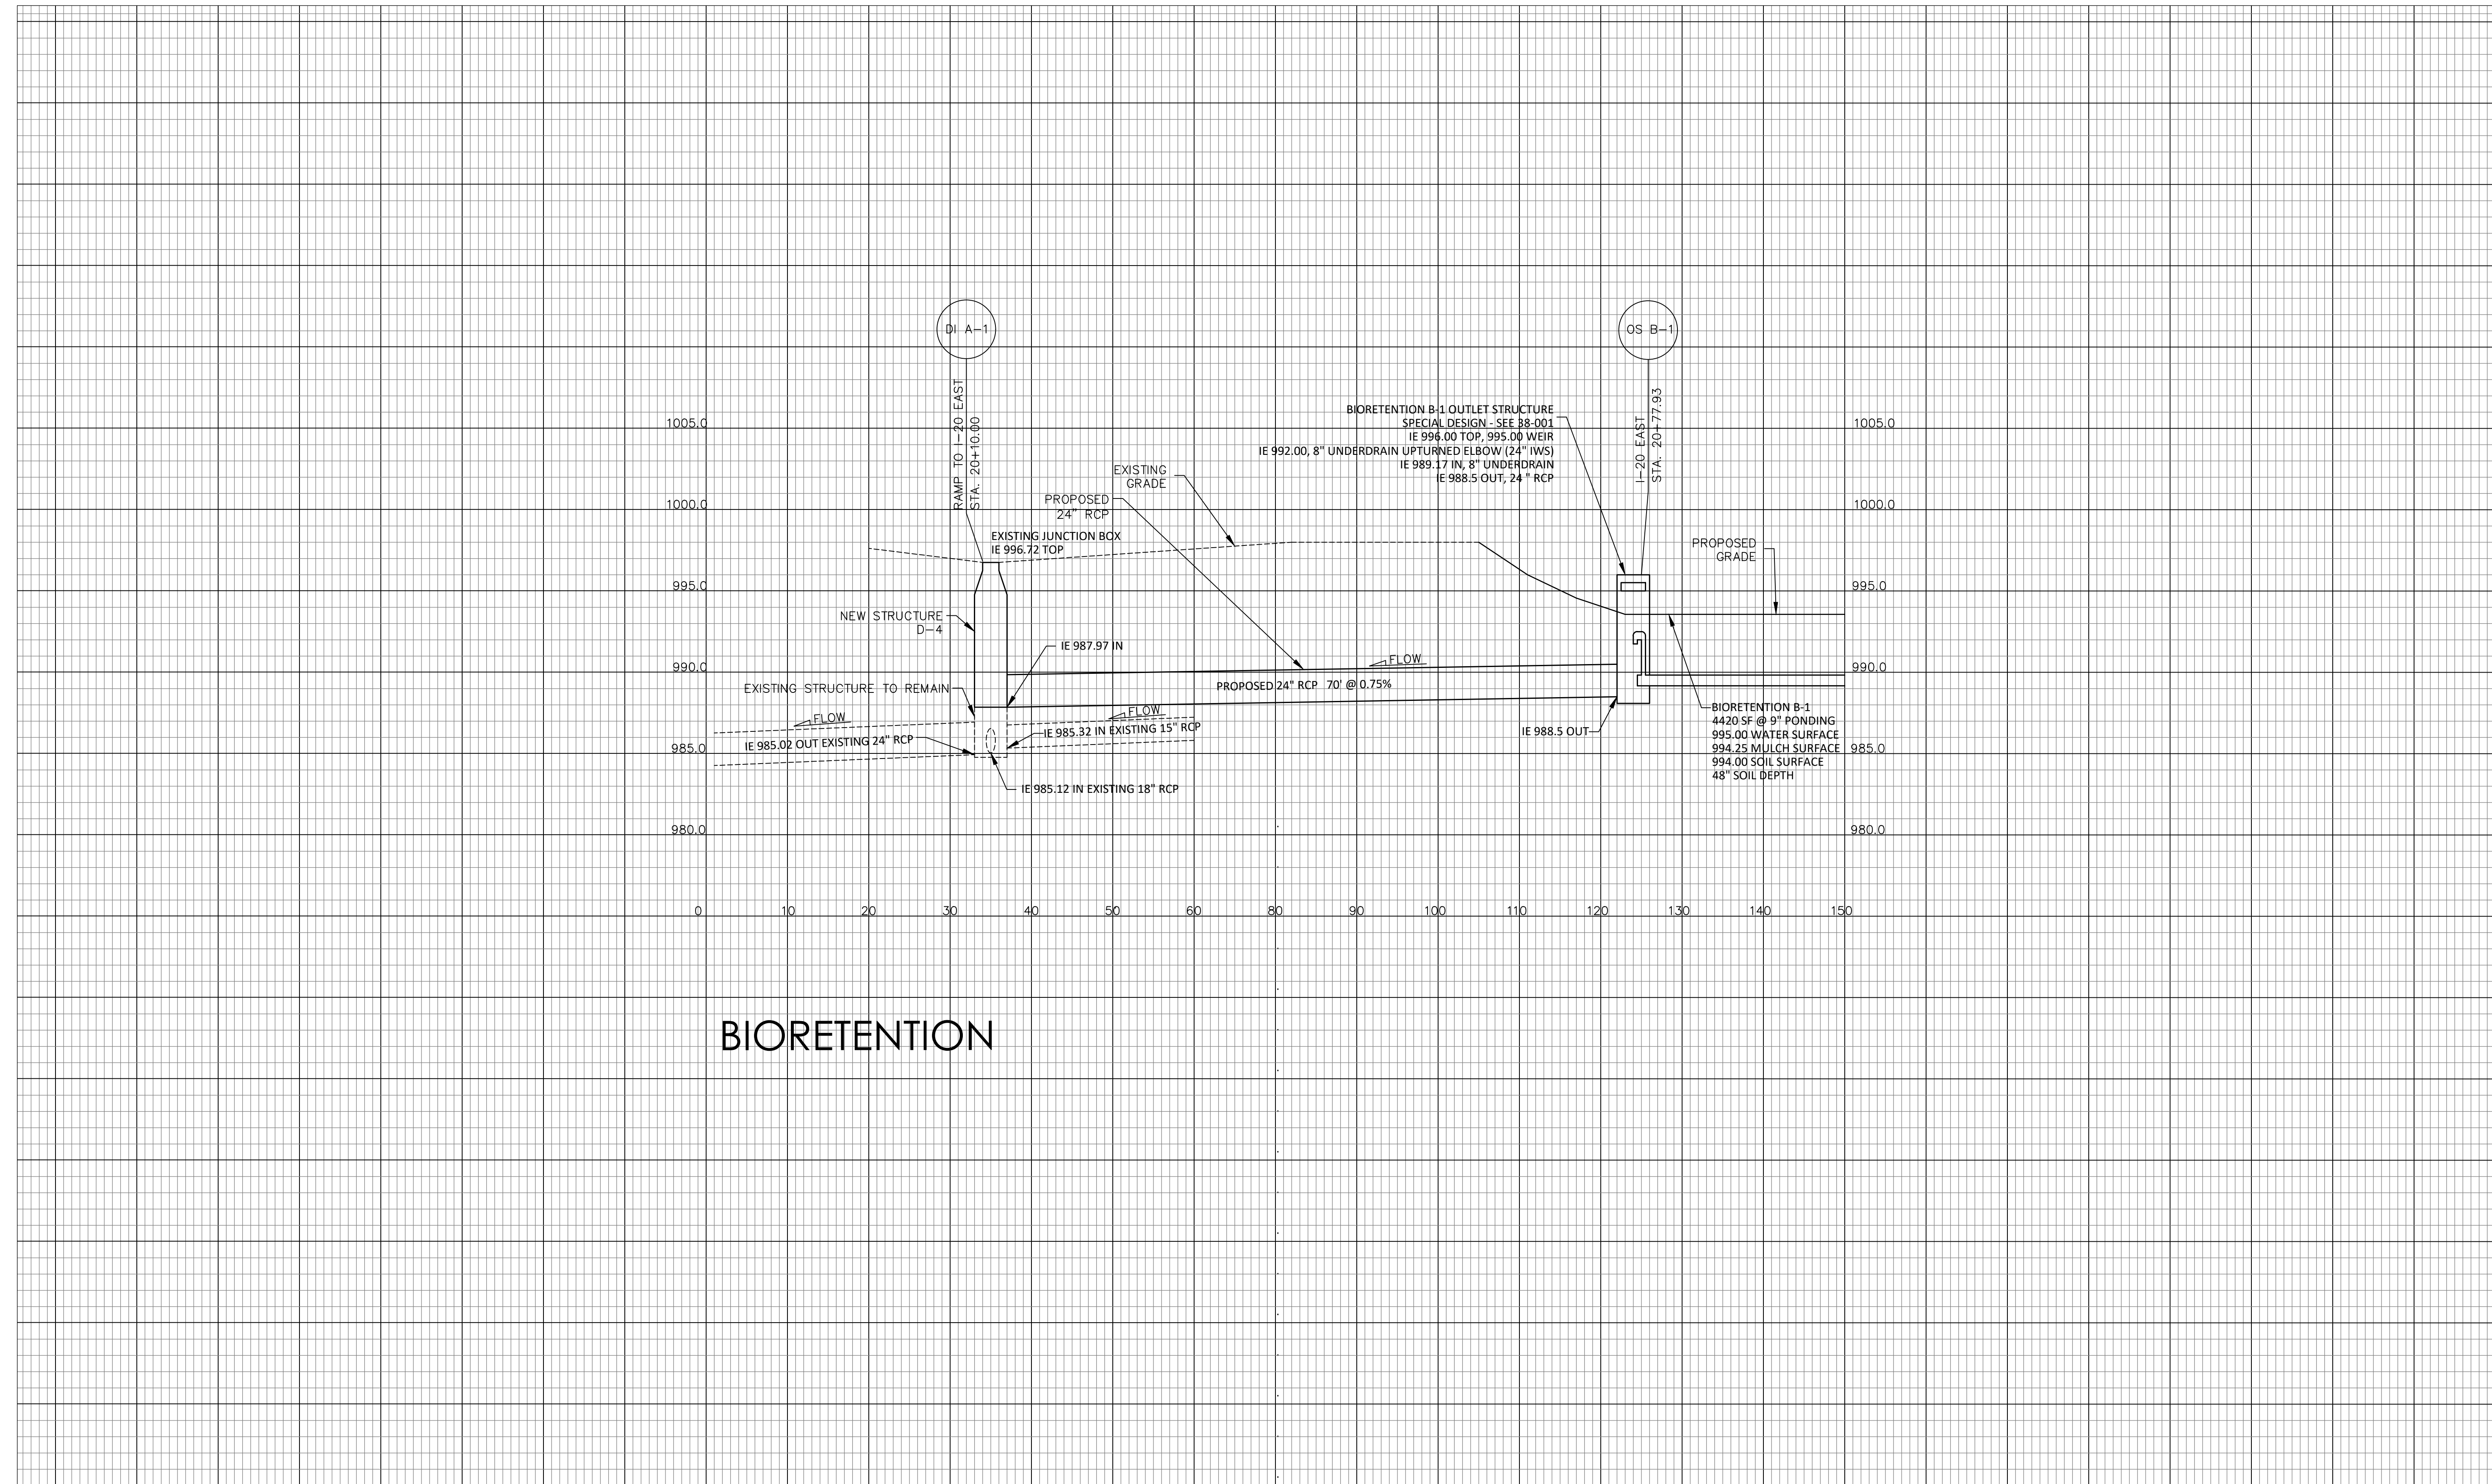 DI A-1
OS B-1
RAMP TO I-20 EAST
STA. 20+10.00
I-20 EAST
STA. 20+77.93
BIORETENTION B-1 OUTLET STRUCTURE
SPECIAL DESIGN - SEE 38-001
IE 996.00 TOP, 995.00 WEIR
IE 992.00, 8" UNDERDRAIN UPTURNED ELBOW (24" IWS)
IE 989.17 IN, 8" UNDERDRAIN
IE 988.5 OUT, 24 " RCP
1005.0
1005.0
EXISTING
GRADE
PROPOSED
24" RCP
1000.0
1000.0
EXISTING JUNCTION BOX
IE 996.72 TOP
PROPOSED
GRADE
995.0
995.0
NEW STRUCTURE
D-4
IE 987.97 IN
990.0
FLOW
990.0
EXISTING STRUCTURE TO REMAIN
PROPOSED 24" RCP 70' @ 0.75%
FLOW
FLOW
IE 985.02 OUT EXISTING 24" RCP
IE 985.32 IN EXISTING 15" RCP
IE 988.5 OUT
BIORETENTION B-1
4420 SF @ 9" PONDING
995.00 WATER SURFACE
994.25 MULCH SURFACE
994.00 SOIL SURFACE
48" SOIL DEPTH
985.0
985.0
IE 985.12 IN EXISTING 18" RCP
980.0
980.0
0 10 20 30 40 50 60 80 90 100 110 120 130 140 150
BIORETENTION